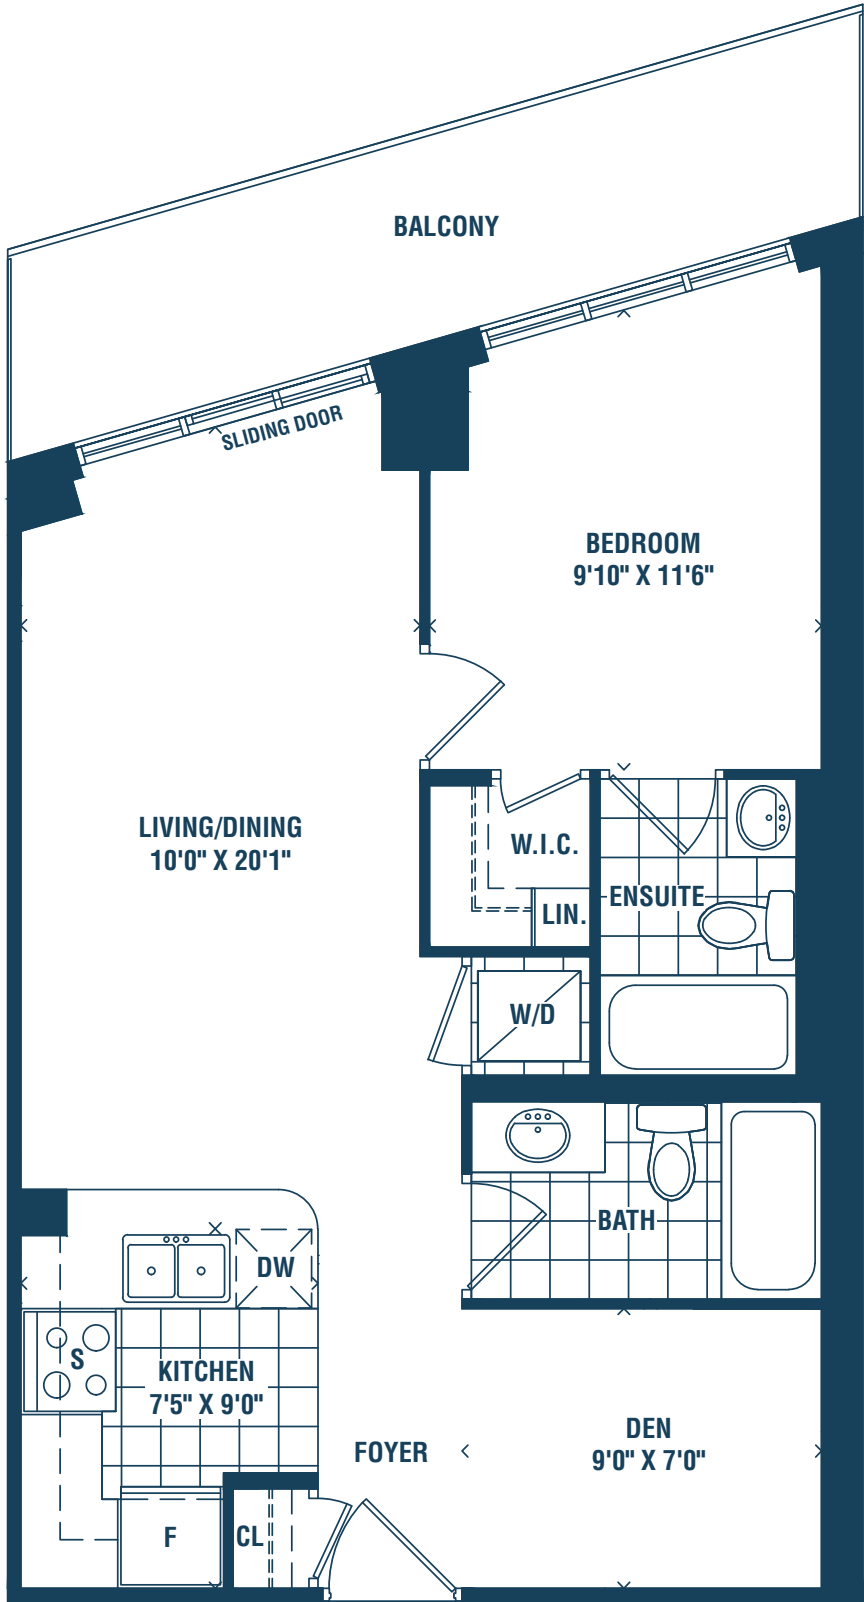 BALCONY
SLIDING DOOR
BEDROOM
9'10" X 11'6"
LIVING/DINING
10'0" X 20'1"
W.I.C.
LIN.
ENSUITE
W/D
BATH
DW
S
KITCHEN
7'5" X 9'0"
FOYER
DEN
9'0" X 7'0"
F
CL